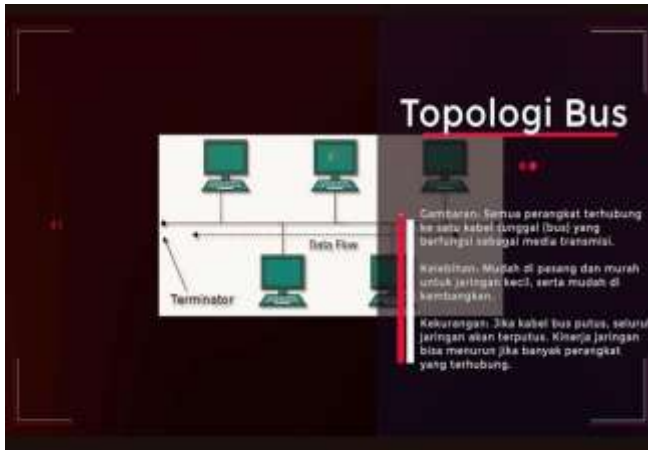 Topologi Bus
Gambaran: Semua perangkat terhubung
ke satu kabel tunggal (bus) yang
berfungsi sebagai media transmisi.
Kelebihan: Mudah di pasang dan murah
untuk jaringan kecil, serta mudah di
kembangkan.
Kekurangan: Jika kabel bus putus, seluru
jaringan akan terputus. Kinerja jaringan
bisa menurun jika banyak perangkat
yang terhubung.
Data Flow
Terminator